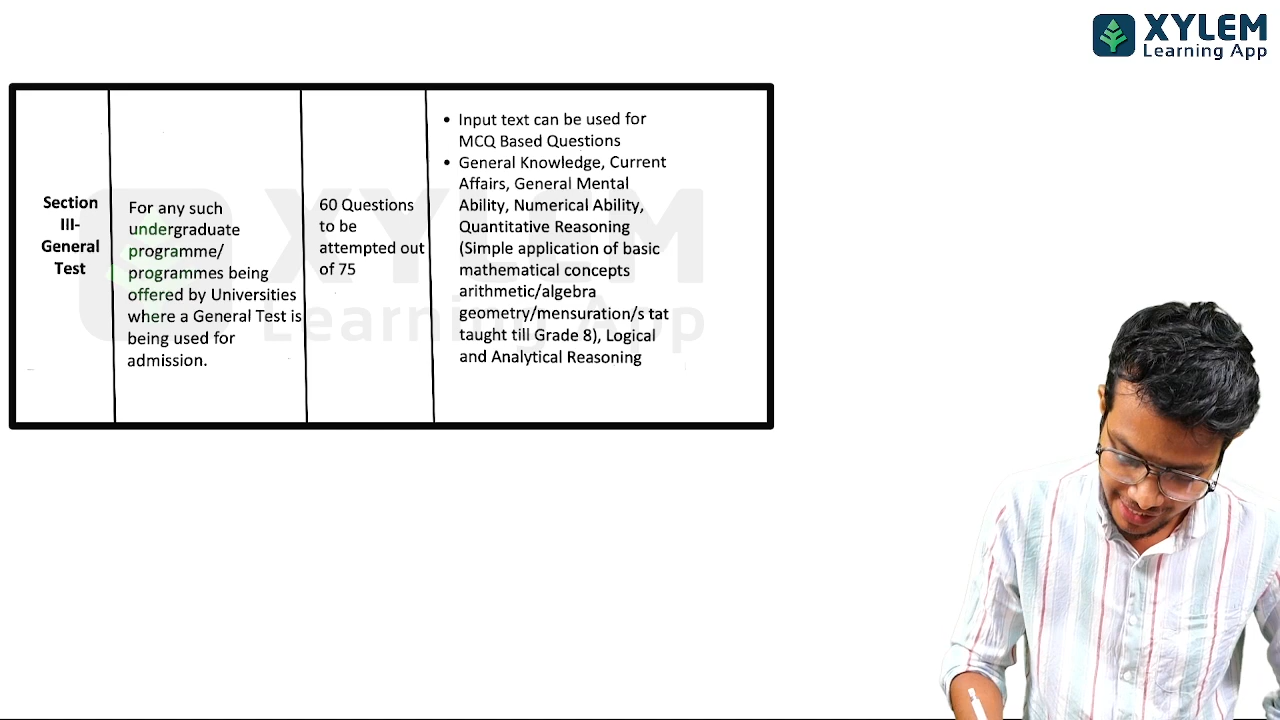 XYLEM
Learning App
Section
III-
General
Test
For any such
undergraduate
programme/
programmes being
offered by Universities
where a General Test is
being used for
admission.
60 Questions
to be
attempted out
of 75
• Input text can be used for
MCQ Based Questions
• General Knowledge, Current
Affairs, General Mental
Ability, Numerical Ability,
Quantitative Reasoning
(Simple application of basic
mathematical concepts
arithmetic/algebra
geometry/mensuration/s tat
taught till Grade 8), Logical
and Analytical Reasoning
XYLEM
Learning App